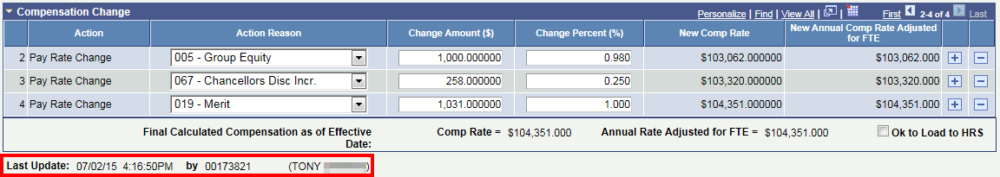 Compensation Change
Personalize | Find | View All | First 2-4 of 4 Last
Action Action Reason Change Amount ($) Change Percent (%) New Comp Rate New Annual Comp Rate Adjusted for FTE
2 Pay Rate Change 005 - Group Equity 1,000.000000 0.980 $103,062.000000 $103,062.000
3 Pay Rate Change 067 - Chancellors Disc Incr. 258.000000 0.250 $103,320.000000 $103,320.000
4 Pay Rate Change 019 - Merit 1,031.000000 1.000 $104,351.000000 $104,351.000
Final Calculated Compensation as of Effective Date: Comp Rate = $104,351.000 Annual Rate Adjusted for FTE = $104,351.000 Ok to Load to HRS
Last Update: 07/02/15 4:16:50PM by 00173821 (TONY )